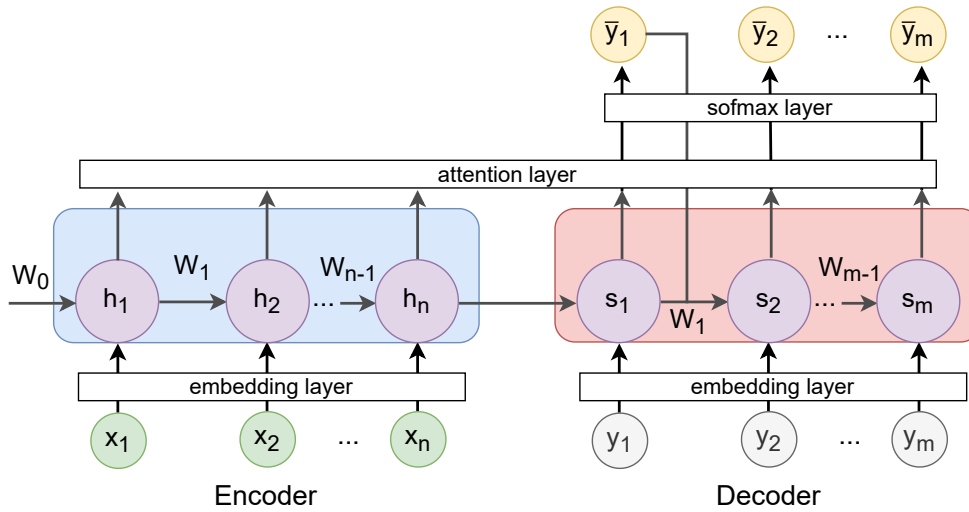 ȳ1 ȳ2 ... ȳm
sofmax layer
attention layer
W0 W1 Wn-1 Wm-1
h1 h2 ... hn s1 s2 ... sm
W1
embedding layer embedding layer
x1 x2 ... xn y1 y2 ... ym
Encoder Decoder